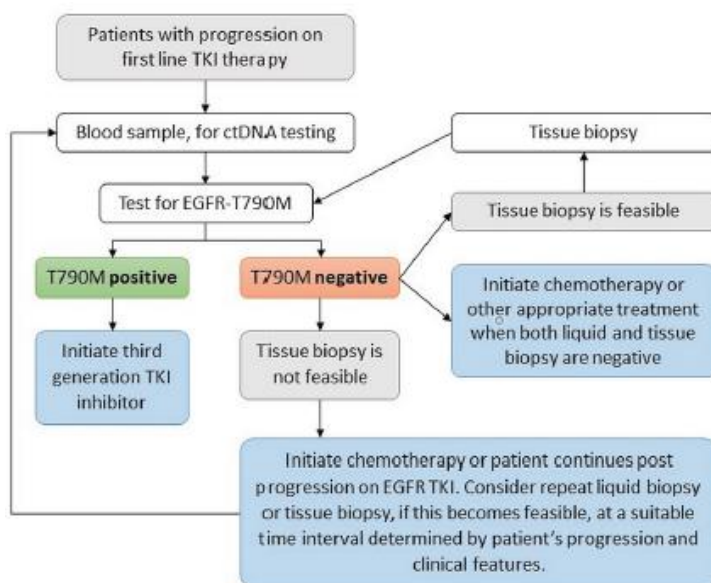 Patients with progression on
first line TKI therapy
Blood sample, for ctDNA testing
Tissue biopsy
Test for EGFR-T790M
Tissue biopsy is feasible
T790M positive
T790M negative
Initiate chemotherapy or
other appropriate treatment
when both liquid and tissue
biopsy are negative
Initiate third
generation TKI
inhibitor
Tissue biopsy is
not feasible
Initiate chemotherapy or patient continues post
progression on EGFR TKI. Consider repeat liquid biopsy
or tissue biopsy, if this becomes feasible, at a suitable
time interval determined by patient's progression and
clinical features.